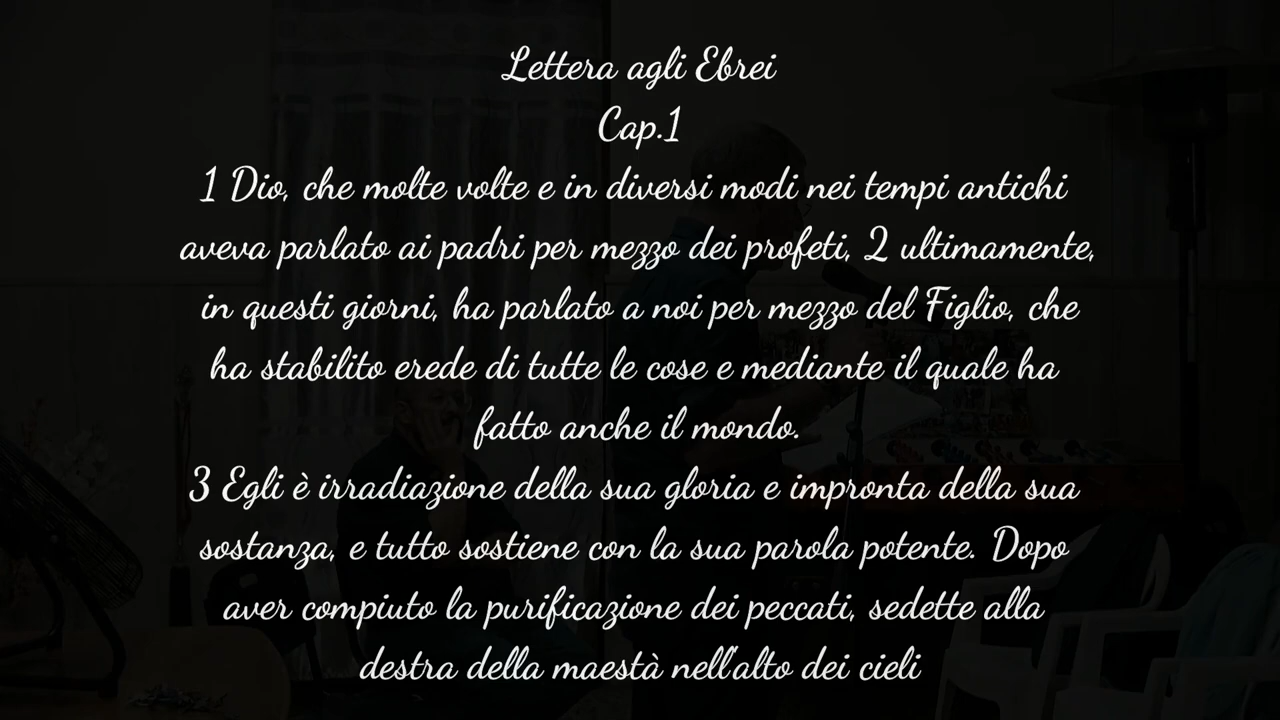 Lettera agli Ebrei
Cap.1
1 Dio, che molte volte e in diversi modi nei tempi antichi
aveva parlato ai padri per mezzo dei profeti, 2 ultimamente,
in questi giorni, ha parlato a noi per mezzo del Figlio, che
ha stabilito erede di tutte le cose e mediante il quale ha
fatto anche il mondo.
3 Egli è irradiazione della sua gloria e impronta della sua
sostanza, e tutto sostiene con la sua parola potente. Dopo
aver compiuto la purificazione dei peccati, sedette alla
destra della maestà nell'alto dei cieli